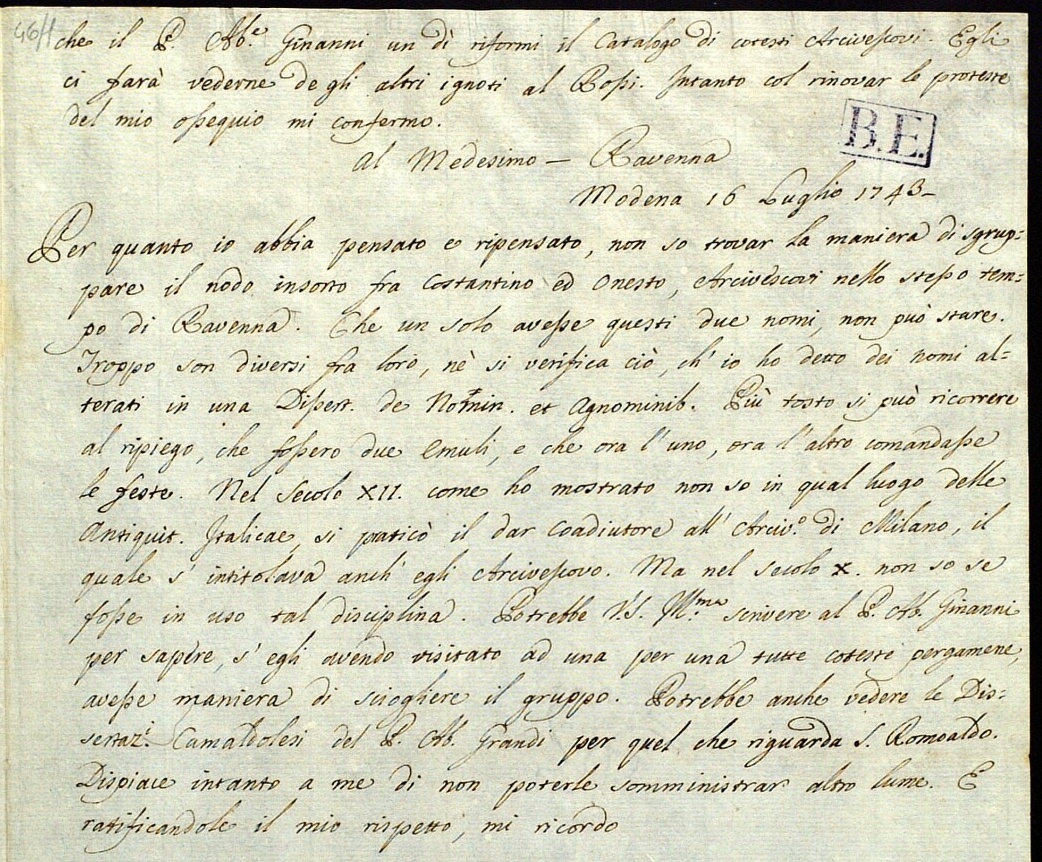 46/1
che il P. Ab.e Ginanni un dì riformi il Catalogo di cotesti Arcivescovi. Egli
ci farà vederne degli altri ignoti al Rossi. Intanto col rinovar le proteste
del mio ossequio mi confermo.
B.E.
Al Medesimo — Ravenna
Modena 16 Luglio 1743–
Per quanto io abbia pensato e ripensato, non so trovar la maniera di sgrup=
pare il nodo insorto fra Costantino ed Onesto, Arcivescovi nello stesso tem=
po di Ravenna. Che un solo avesse questi due nomi, non può stare.
Troppo son diversi fra loro, nè si verifica ciò, ch' io ho detto dei nomi al=
terati in una Dissert. de Nomin. et Agnominib. Più tosto si può ricorrere
al ripiego, che fossero due emuli, e che ora l'uno, ora l'altro comandasse
le feste. Nel Secolo XII. come ho mostrato non so in qual luogo delle
Antiquit. Italicae, si praticò il dar Coadiutore all' Arciv.o di Milano, il
quale s' intitolava anch' egli Arcivescovo. Ma nel secolo X. non so se
fosse in uso tal disciplina. Potrebbe V.S. Ill.ma scrivere al P. Ab. Ginanni
per sapere, s' egli avendo visitato ad una per una tutte coteste pergamene,
avesse maniera di sciogliere il gruppo. Potrebbe anche vedere le Dis=
sertaz.i Camaldolesi del P. Ab. Grandi per quel che riguarda S. Romoaldo.
Dispiace intanto a me di non poterle somministrar altro lume. E
ratificandole il mio rispetto, mi ricordo